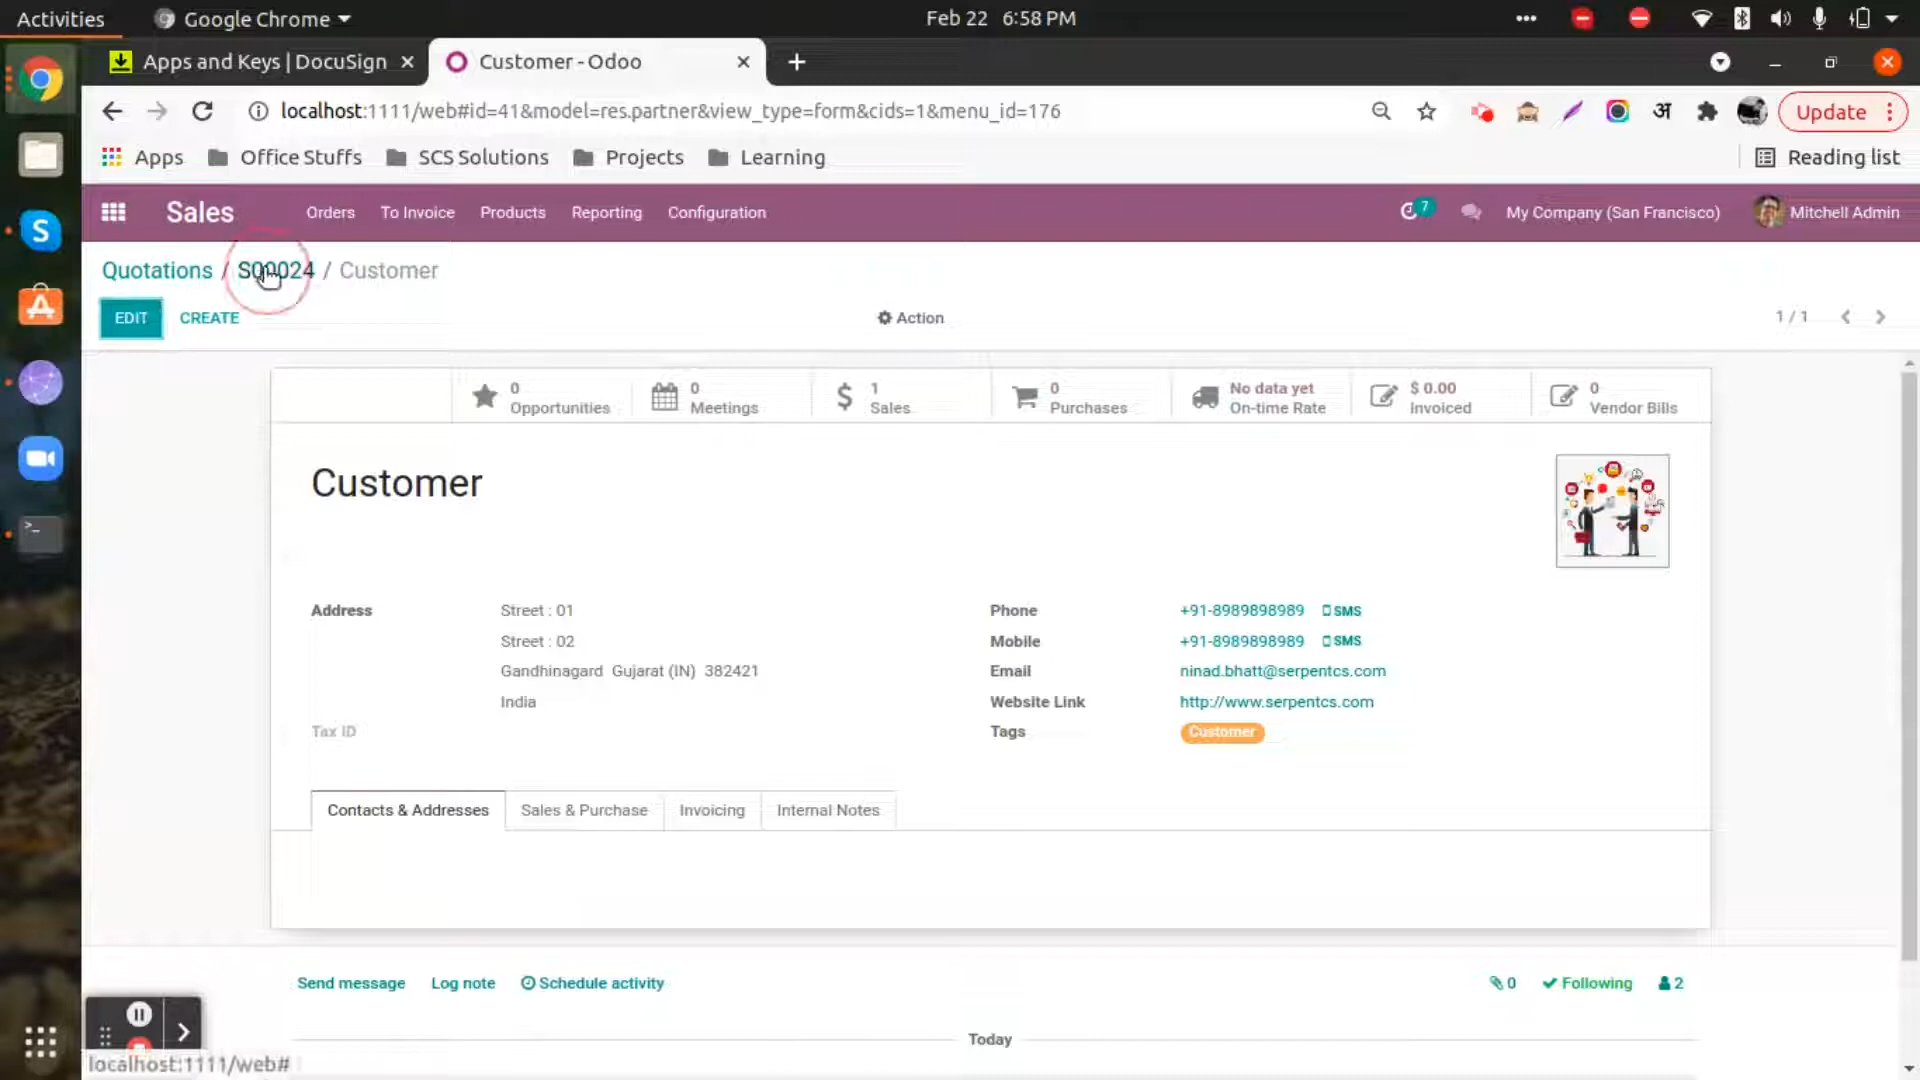 Activities Google Chrome Feb 22 6:58 PM
Apps and Keys | DocuSign Customer - Odoo
localhost:1111/web#id=41&model=res.partner&view_type=form&cids=1&menu_id=176 अ Update
Apps Office Stuffs SCS Solutions Projects Learning Reading list
Sales Orders To Invoice Products Reporting Configuration 7 My Company (San Francisco) Mitchell Admin
Quotations / S00024 / Customer
EDIT CREATE Action 1 / 1
0 Opportunities
0 Meetings
$ 1 Sales
0 Purchases
No data yet On-time Rate
$ 0.00 Invoiced
0 Vendor Bills
Customer
Address Street : 01
Street : 02
Gandhinagard Gujarat (IN) 382421
India
Tax ID
Phone +91-8989898989 SMS
Mobile +91-8989898989 SMS
Email ninad.bhatt@serpentcs.com
Website Link http://www.serpentcs.com
Tags Customer
Contacts & Addresses Sales & Purchase Invoicing Internal Notes
Send message Log note Schedule activity 0 Following 2
Today
localhost:1111/web#